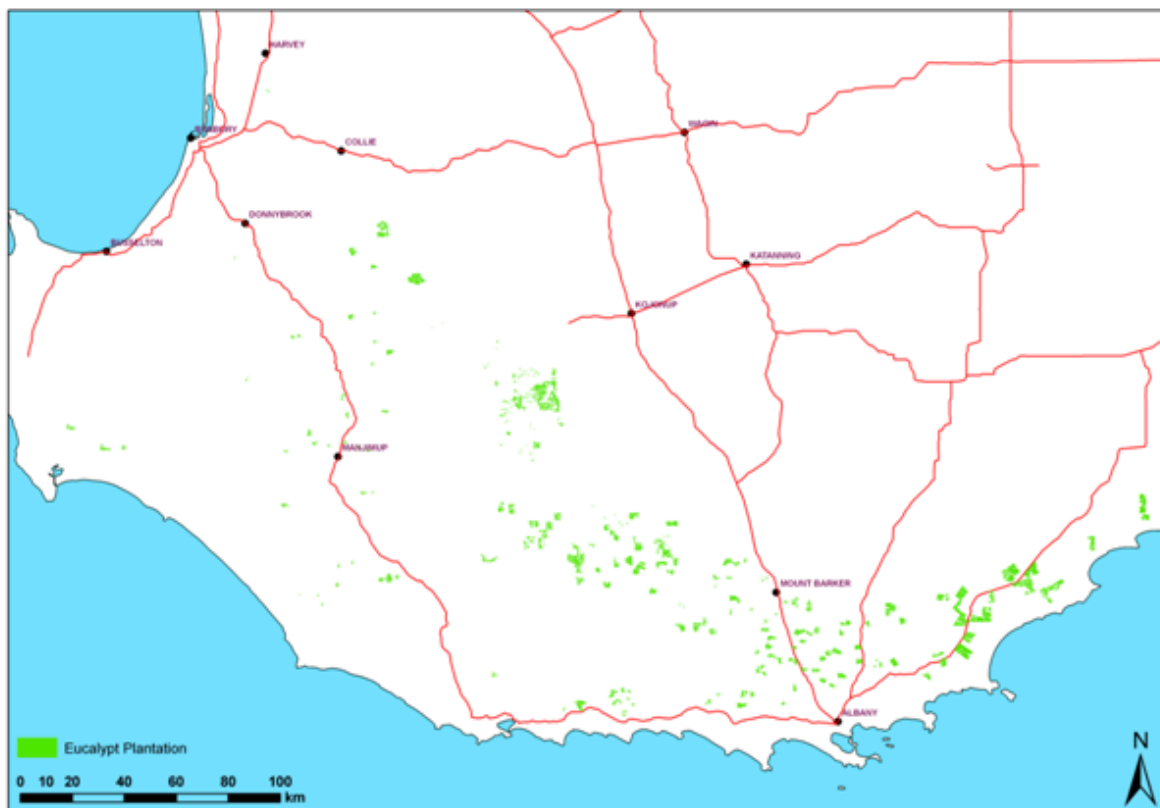 HARVEY
BUNBURY
WAGIN
COLLIE
DONNYBROOK
BUSSELTON
KATANNING
KOJONUP
MANJIMUP
MOUNT BARKER
ALBANY
Eucalypt Plantation
0 10 20 40 60 80 100
km
N